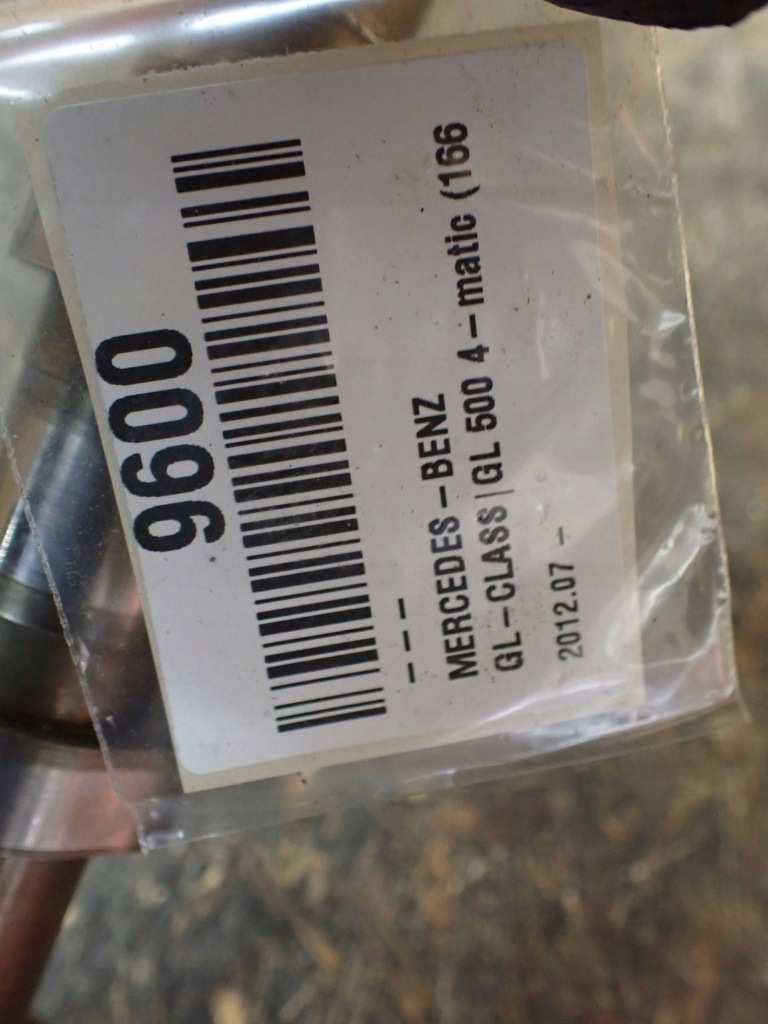 9600
---
MERCEDES-BENZ
GL-CLASS|GL 500 4-matic (166
2012.07 -